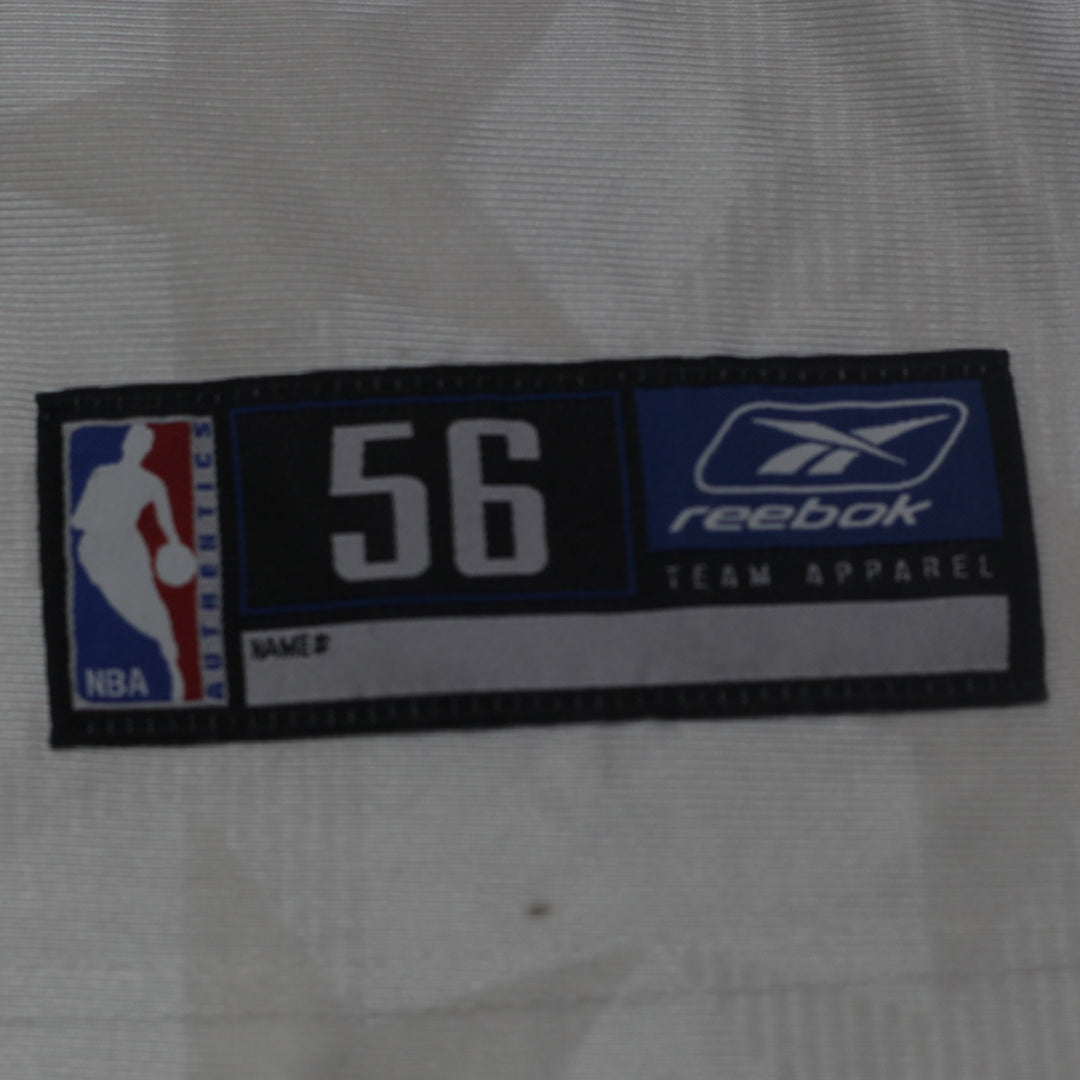 NBA
AUTHENTICS
56
reebok
TEAM APPAREL
NAME#